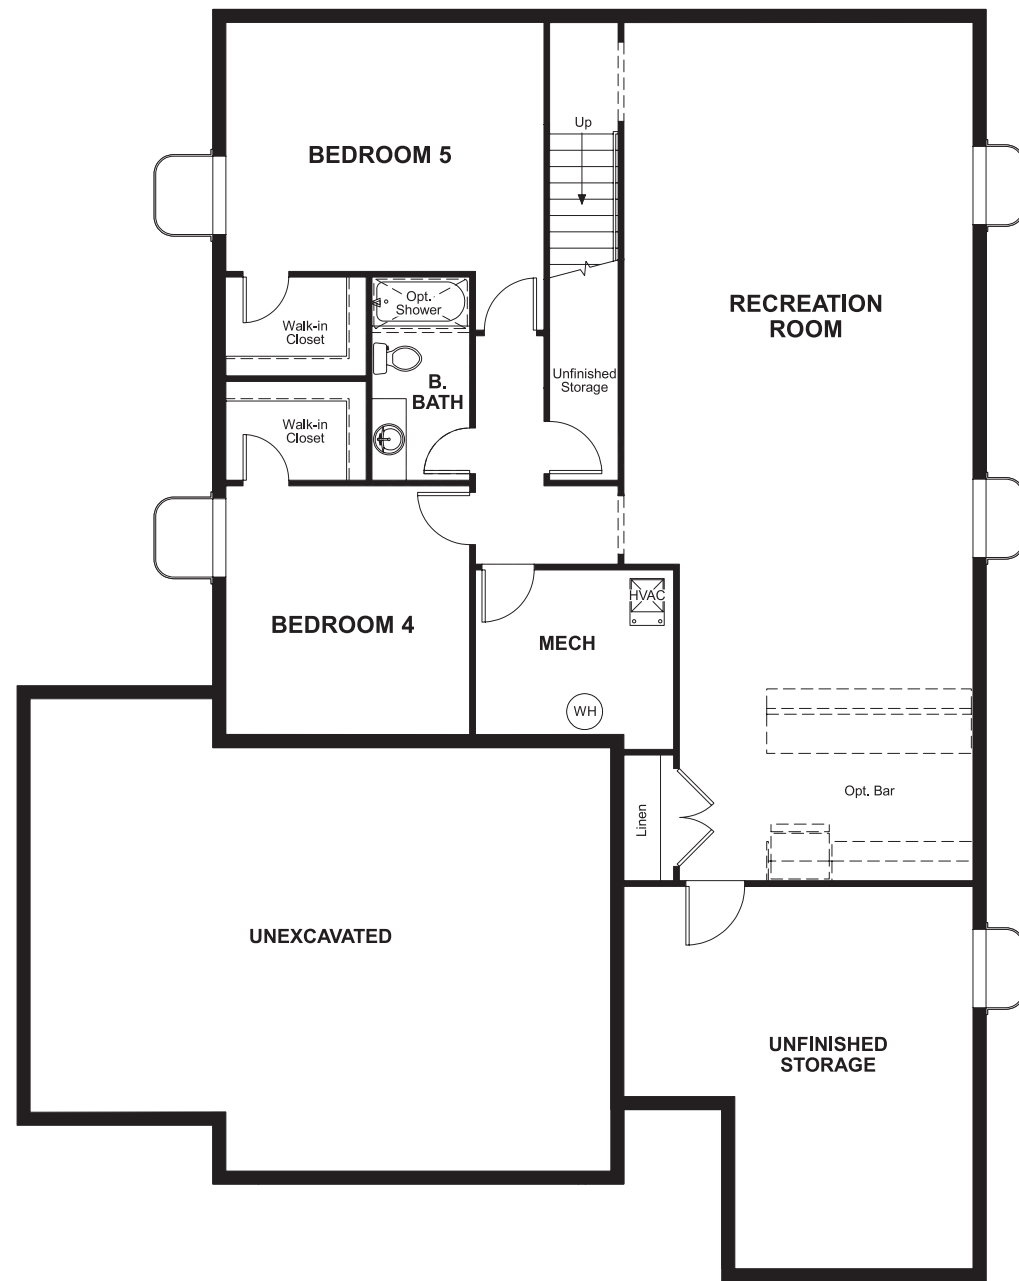 Up
BEDROOM 5
Opt.
Shower
RECREATION
ROOM
Walk-in
Closet
Unfinished
Storage
B.
BATH
Walk-in
Closet
HVAC
BEDROOM 4
MECH
WH
Opt. Bar
Linen
UNEXCAVATED
UNFINISHED
STORAGE